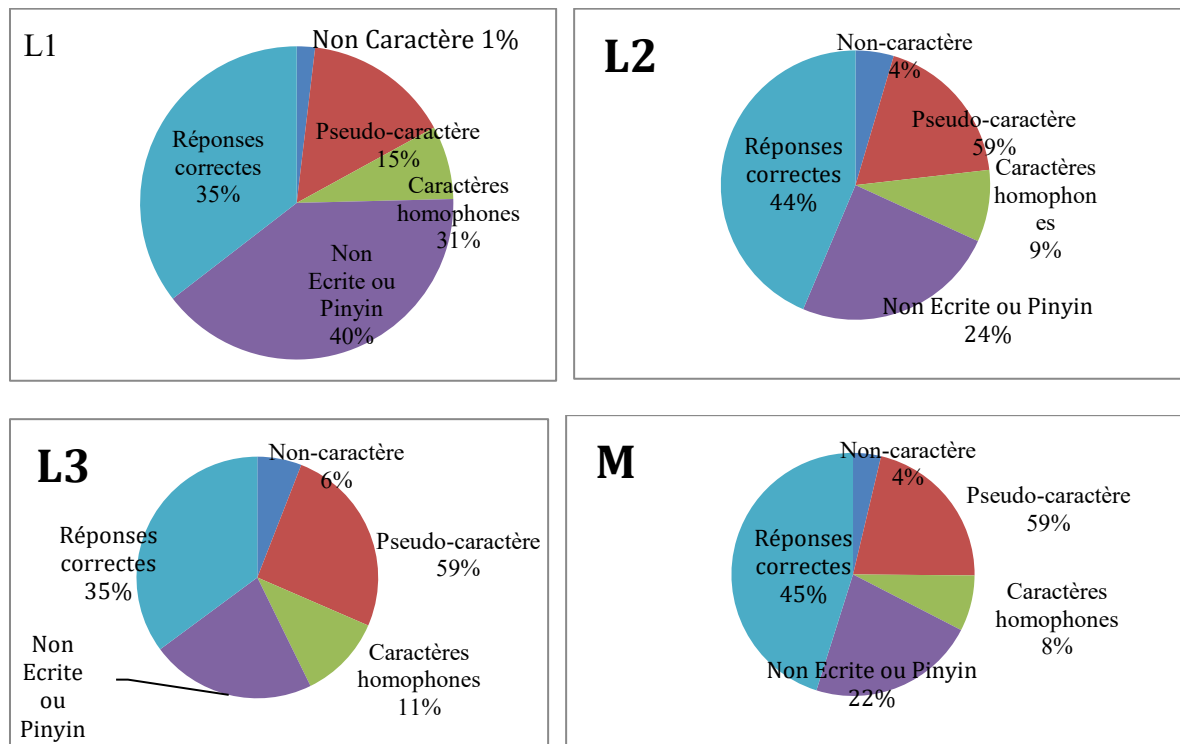 L1
Non Caractère 1%
Pseudo-caractère
15%
Caractères
homophones
31%
Non
Ecrite ou
Pinyin
40%
Réponses
correctes
35%
L2
Non-caractère
4%
Pseudo-caractère
59%
Caractères
homophon
es
9%
Non Ecrite ou Pinyin
24%
Réponses
correctes
44%
L3
Non-caractère
6%
Pseudo-caractère
59%
Caractères
homophones
11%
Non
Ecrite
ou
Pinyin
Réponses
correctes
35%
M
Non-caractère
4%
Pseudo-caractère
59%
Caractères
homophones
8%
Non Ecrite ou Pinyin
22%
Réponses
correctes
45%